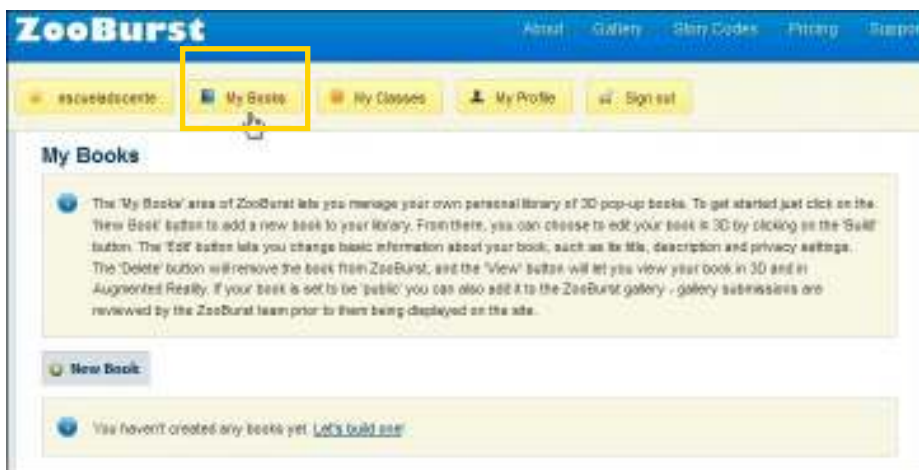 ZooBurst
About Gallery Story Codes Pricing Suppor
escueladocente My Books My Classes My Profile Sign out
My Books
The 'My Books' area of ZooBurst lets you manage your own personal library of 3D pop-up books. To get started just click on the
'New Book' button to add a new book to your library. From there, you can choose to edit your book in 3D by clicking on the 'Build'
button. The 'Edit' button lets you change basic information about your book, such as its title, description and privacy settings.
The 'Delete' button will remove the book from ZooBurst, and the 'View' button will let you view your book in 3D and in
Augmented Reality. If your book is set to be 'public' you can also add it to the ZooBurst gallery - gallery submissions are
reviewed by the ZooBurst team prior to them being displayed on the site.
New Book
You haven't created any books yet. Let's build one!